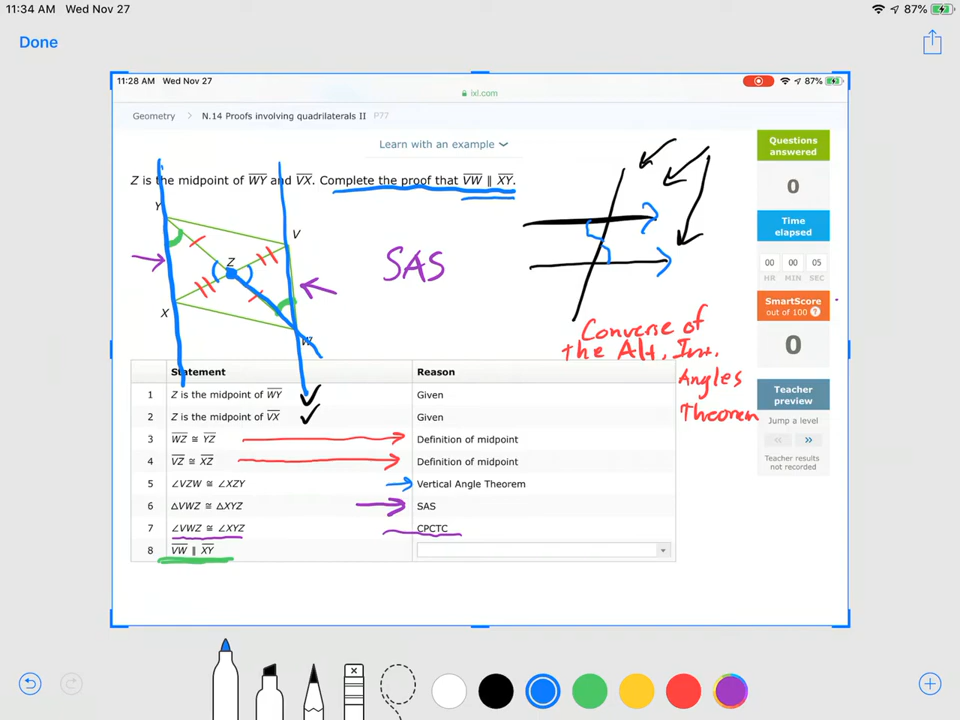 11:34 AM Wed Nov 27
87%
Done
11:28 AM Wed Nov 27
87%
ixl.com
Geometry > N.14 Proofs involving quadrilaterals II P77
Learn with an example
Questions answered
0
Time elapsed
00 00 05
HR MIN SEC
SmartScore
out of 100 ?
0
Teacher preview
Jump a level
<< >>
Teacher results not recorded
Z is the midpoint of WY and VX. Complete the proof that VW ∥ XY.
Y
V
Z
X
W
SAS
Converse of
the Alt. Int.
Angles
Theorem
Statement Reason
1 Z is the midpoint of WY Given
2 Z is the midpoint of VX Given
3 WZ ≅ YZ Definition of midpoint
4 VZ ≅ XZ Definition of midpoint
5 ∠VZW ≅ ∠XZY Vertical Angle Theorem
6 △VWZ ≅ △XYZ SAS
7 ∠VWZ ≅ ∠XYZ CPCTC
8 VW ∥ XY